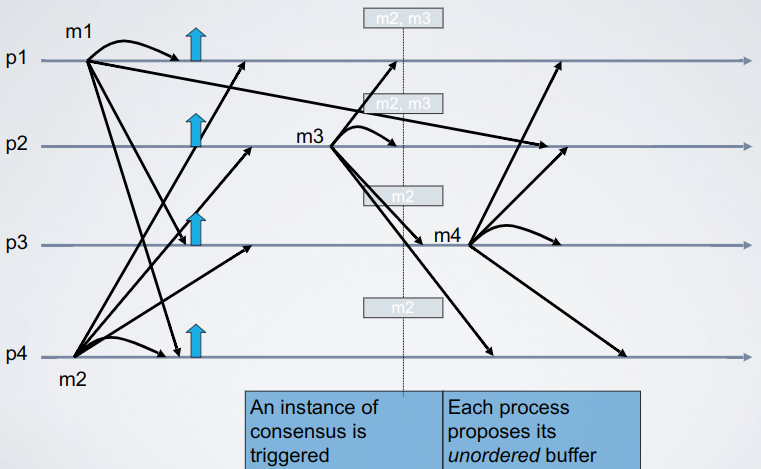 m1
m2, m3
p1
m2, m3
p2
m3
m2
p3
m4
m2
p4
m2
An instance of
consensus is
triggered
Each process
proposes its
unordered buffer